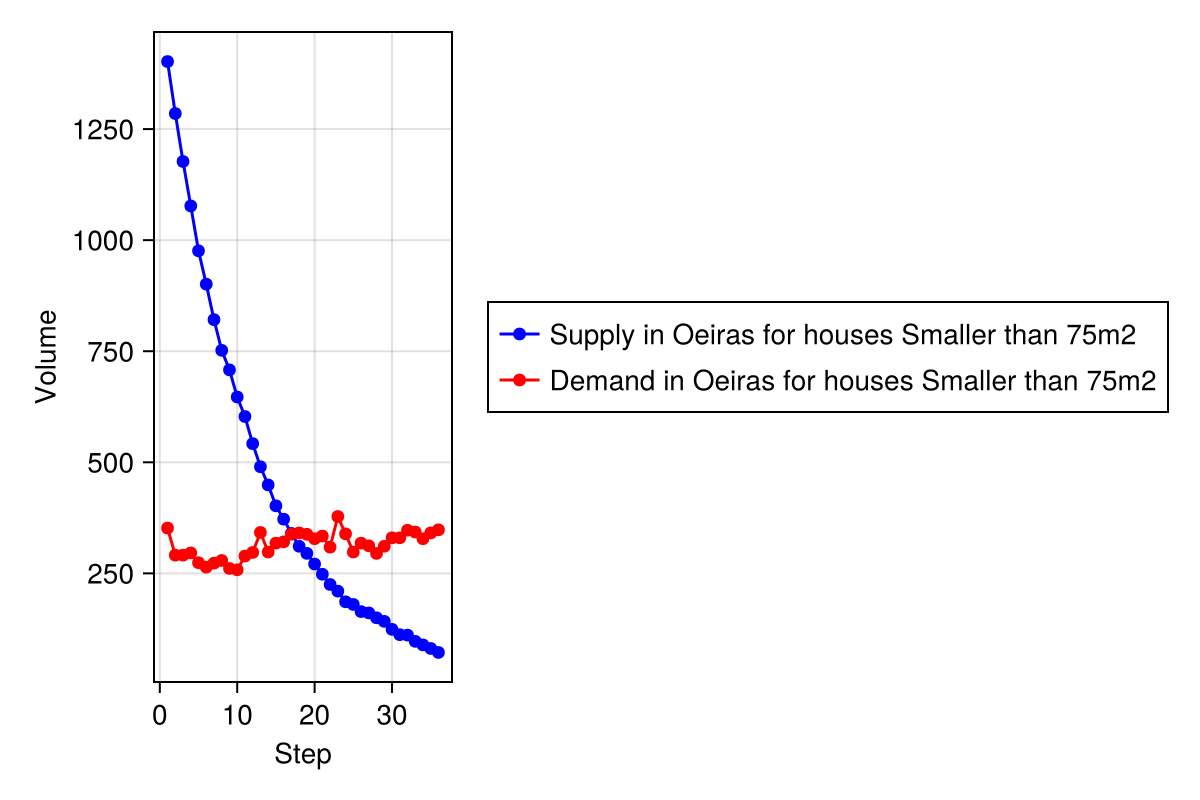 1250
1000
750
500
250
Volume
0 10 20 30
Step
Supply in Oeiras for houses Smaller than 75m2
Demand in Oeiras for houses Smaller than 75m2